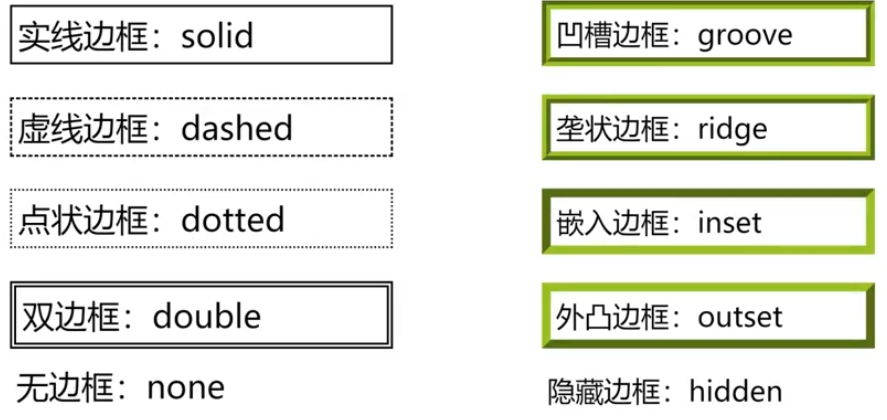 实线边框：solid
虚线边框：dashed
点状边框：dotted
双边框：double
无边框：none
凹槽边框：groove
垄状边框：ridge
嵌入边框：inset
外凸边框：outset
隐藏边框：hidden